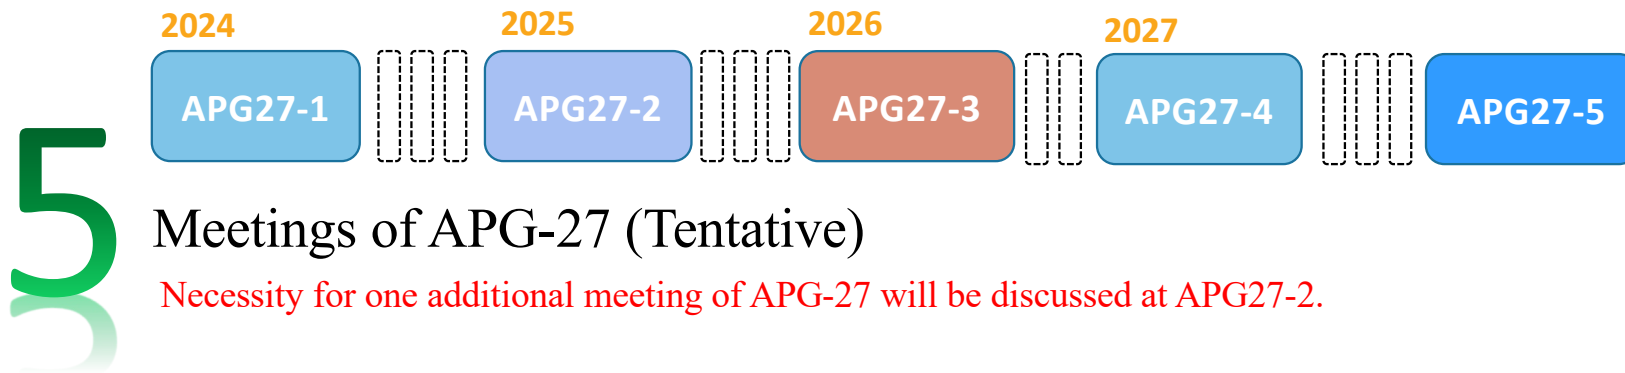 2024 2025 2026 2027
APG27-1 APG27-2 APG27-3 APG27-4 APG27-5
5
Meetings of APG-27 (Tentative)
Necessity for one additional meeting of APG-27 will be discussed at APG27-2.